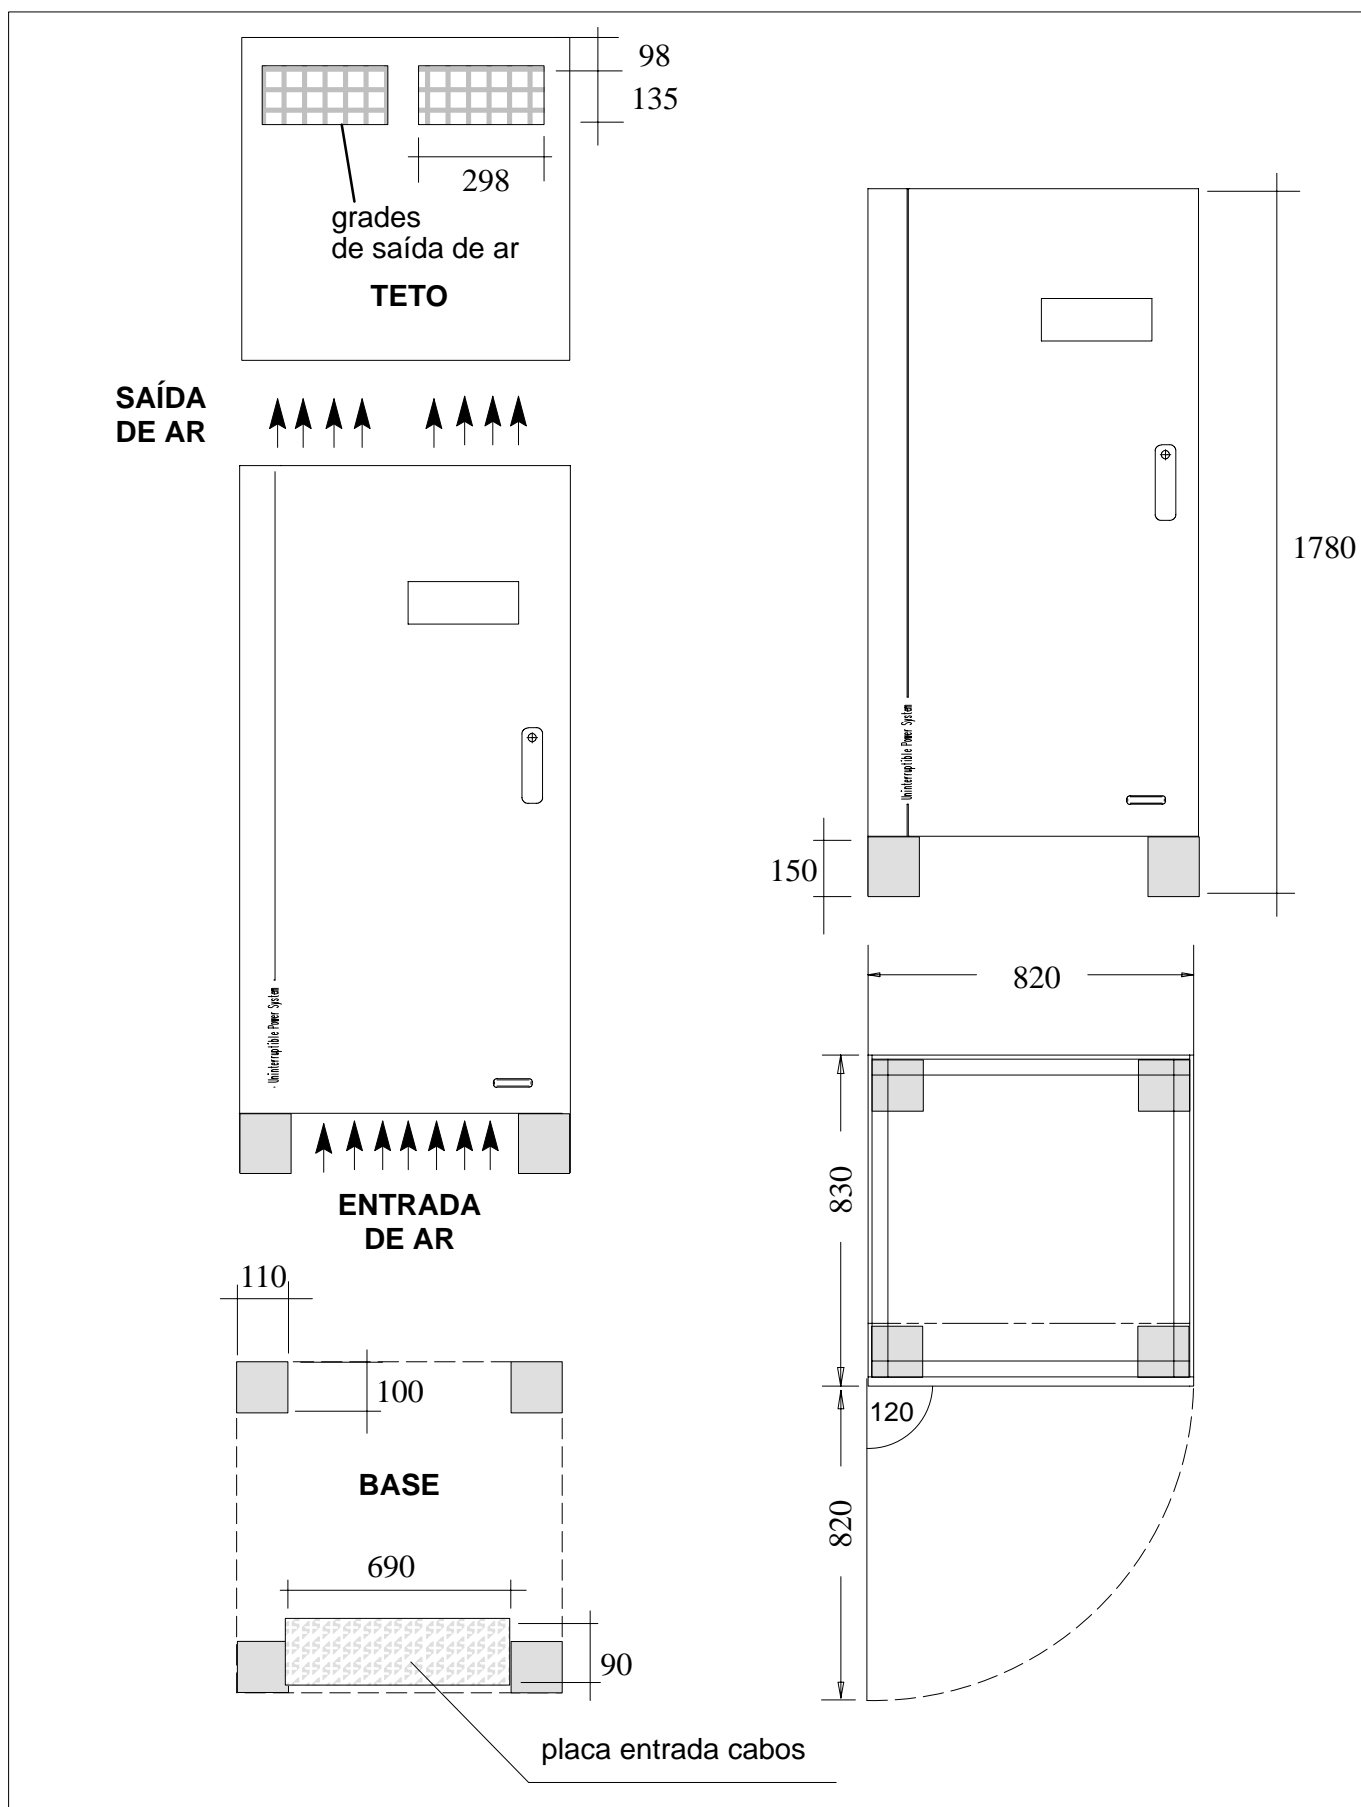 98
135
298
grades
de saída de ar
TETO
SAÍDA
DE AR
Uninterruptible Power System
ENTRADA
DE AR
110
100
BASE
690
90
placa entrada cabos
Uninterruptible Power System
1780
150
820
830
120
820